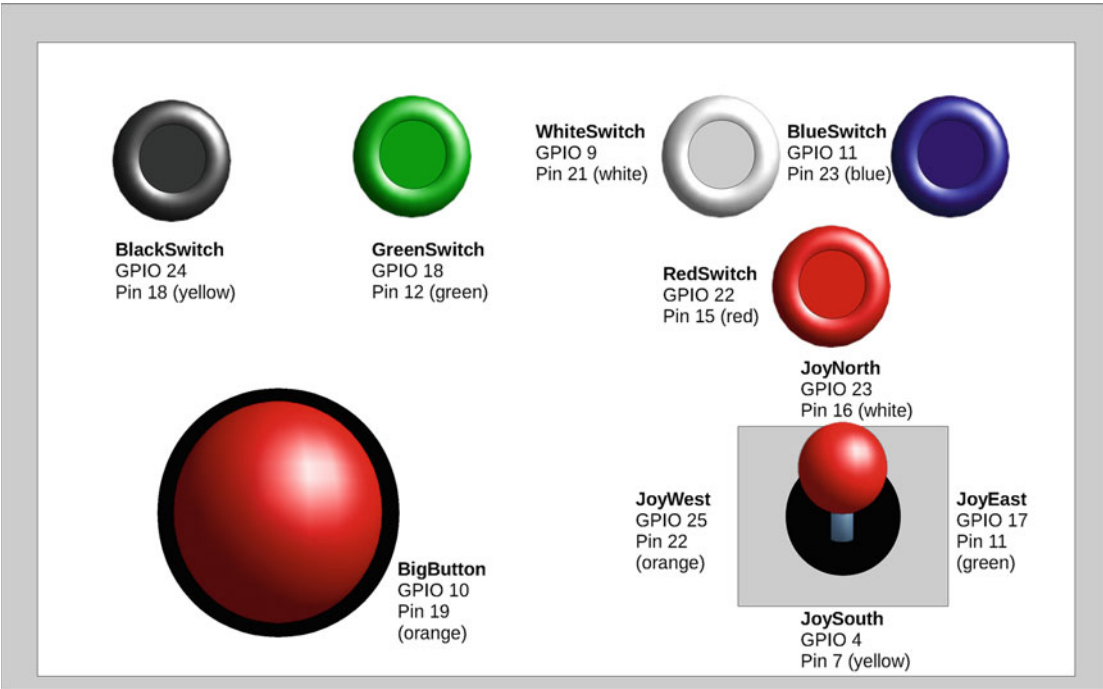 WhiteSwitch
GPIO 9
Pin 21 (white)
BlueSwitch
GPIO 11
Pin 23 (blue)
BlackSwitch
GPIO 24
Pin 18 (yellow)
GreenSwitch
GPIO 18
Pin 12 (green)
RedSwitch
GPIO 22
Pin 15 (red)
JoyNorth
GPIO 23
Pin 16 (white)
JoyWest
GPIO 25
Pin 22
(orange)
JoyEast
GPIO 17
Pin 11
(green)
BigButton
GPIO 10
Pin 19
(orange)
JoySouth
GPIO 4
Pin 7 (yellow)